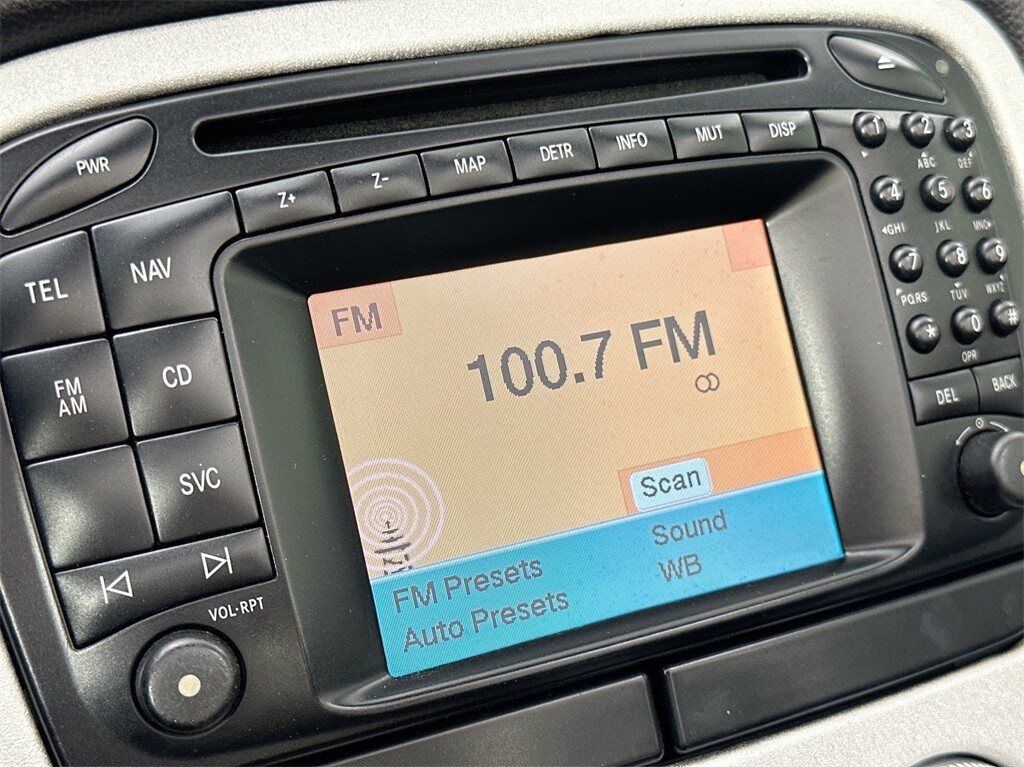 PWR
Z+
Z-
MAP
DETR
INFO
MUT
DISP
1
2
3
ABC
DEF
4
5
6
GHI
JKL
MNO
7
8
9
PQRS
TUV
WXYZ
*
0
#
OPR
DEL
BACK
TEL
NAV
FM
AM
CD
SVC
VOL·RPT
FM
100.7 FM
Scan
FM Presets
Sound
Auto Presets
WB